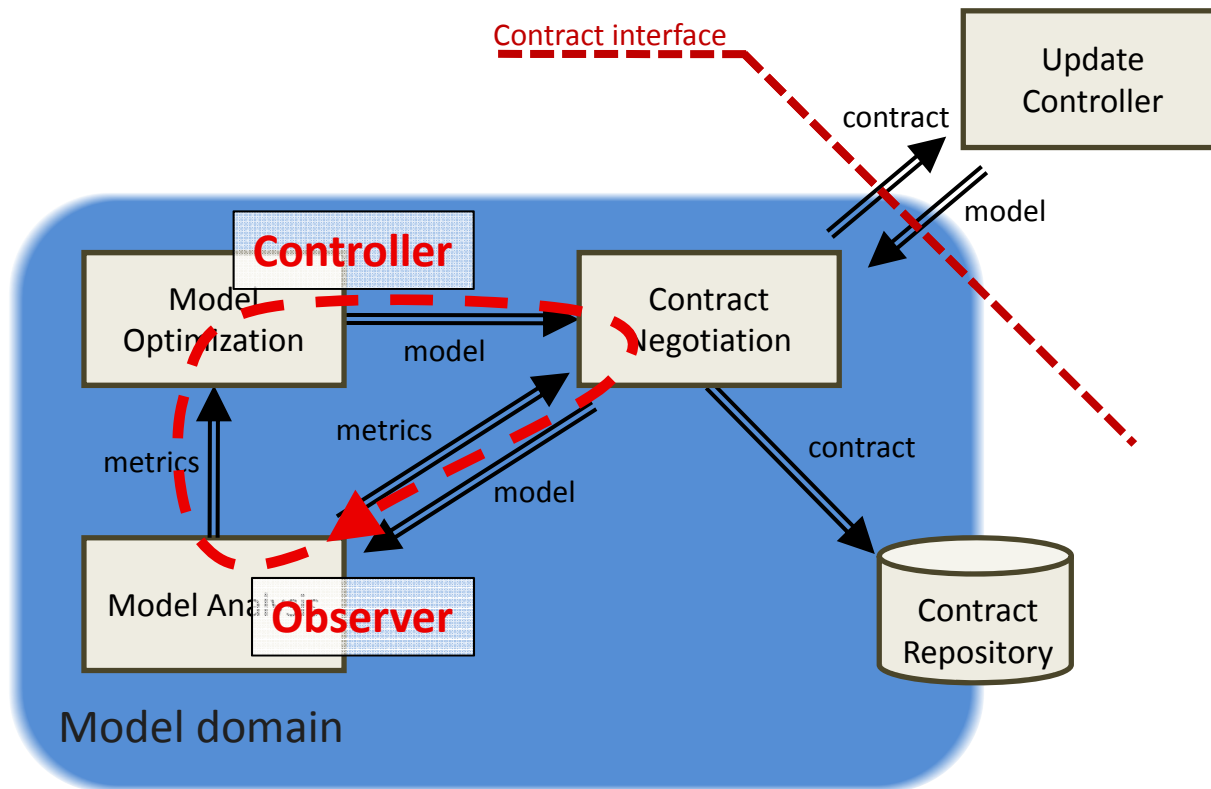 Contract interface
Update
Controller
contract
model
Controller
Model
Optimization
Contract
Negotiation
model
metrics
metrics
model
contract
Model Ana
Observer
Contract
Repository
Model domain